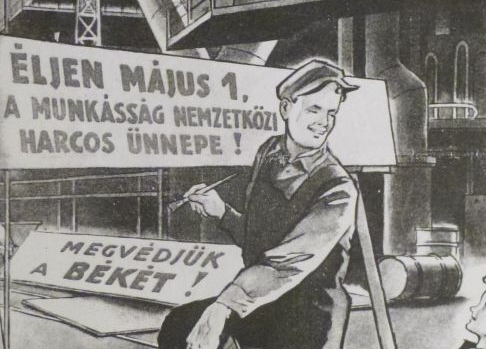 ÉLJEN MÁJUS 1,
A MUNKÁSSÁG NEMZETKÖZI
HARCOS ÜNNEPE !
MEGVÉDJÜK
A BÉKÉT !